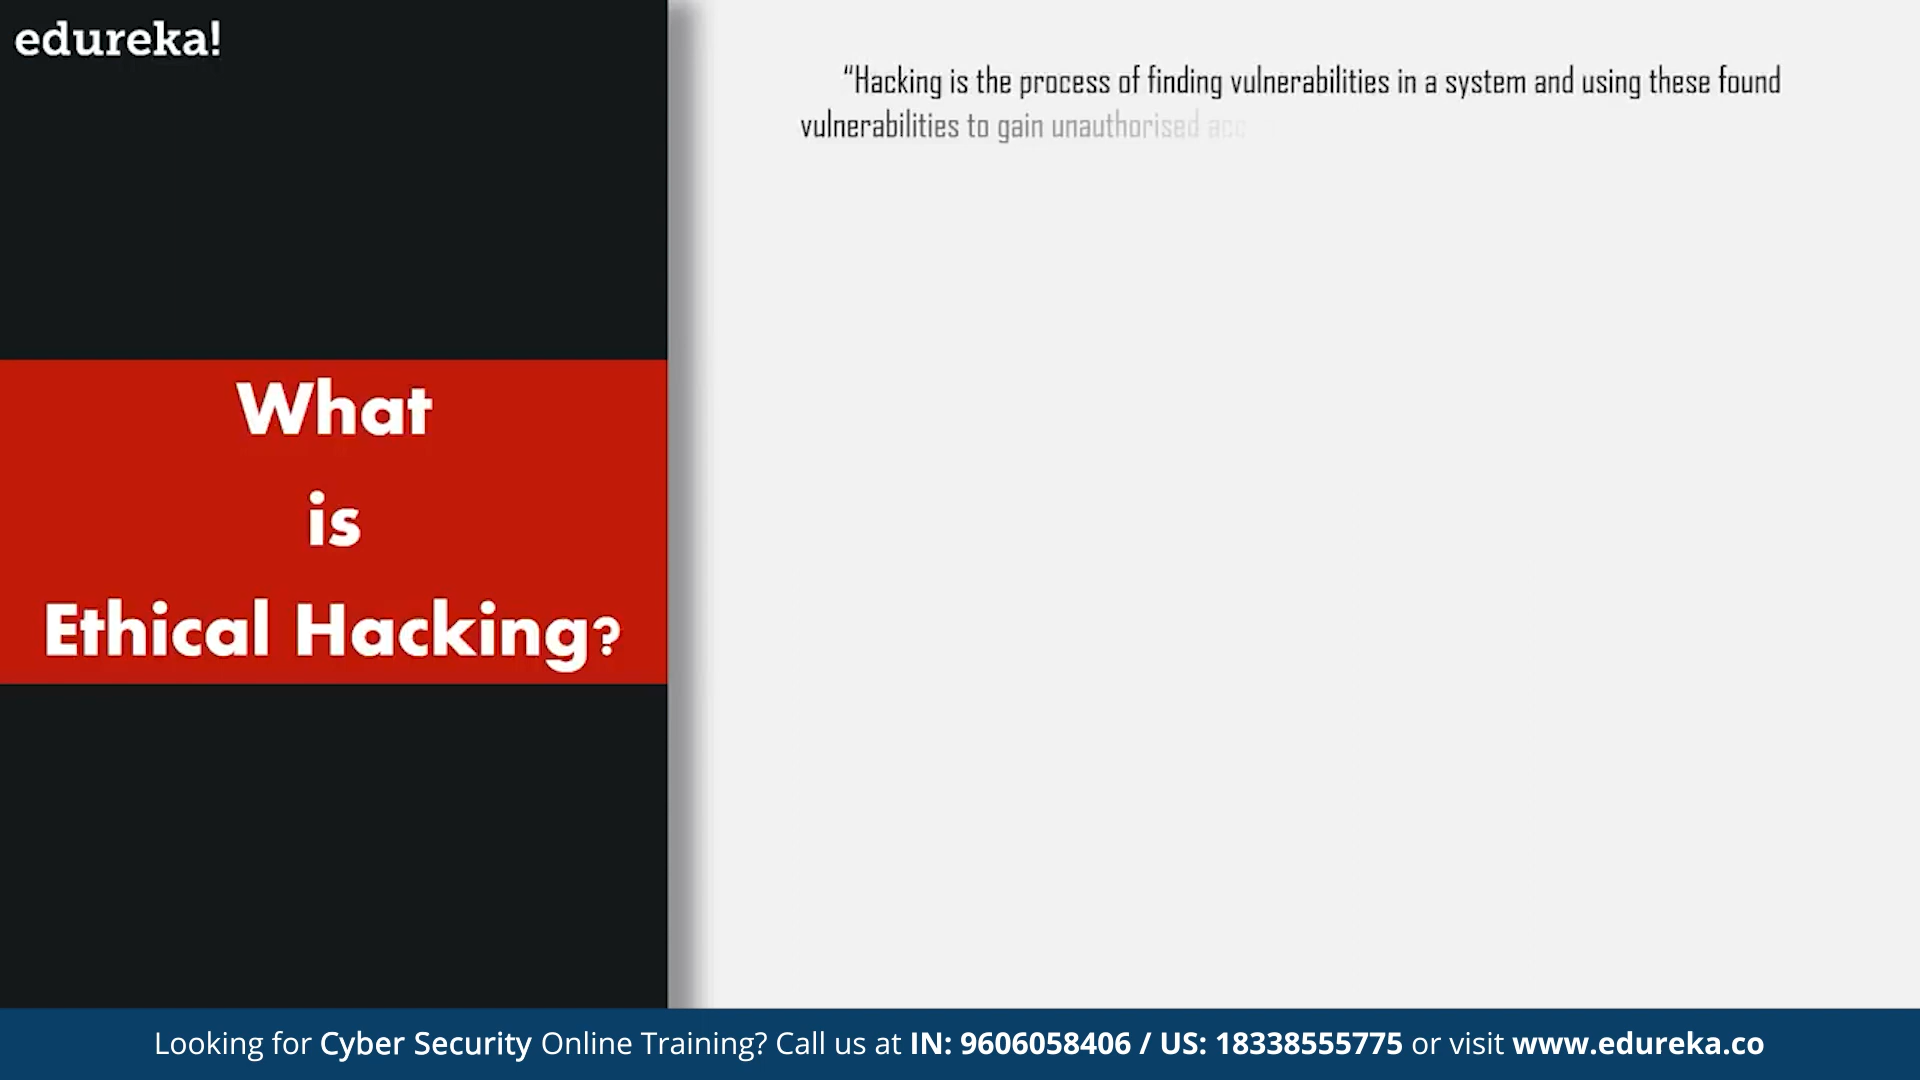 edureka!
“Hacking is the process of finding vulnerabilities in a system and using these found
vulnerabilities to gain unauthorised
What
is
Ethical Hacking?
Looking for Cyber Security Online Training? Call us at IN: 9606058406 / US: 18338555775 or visit www.edureka.co